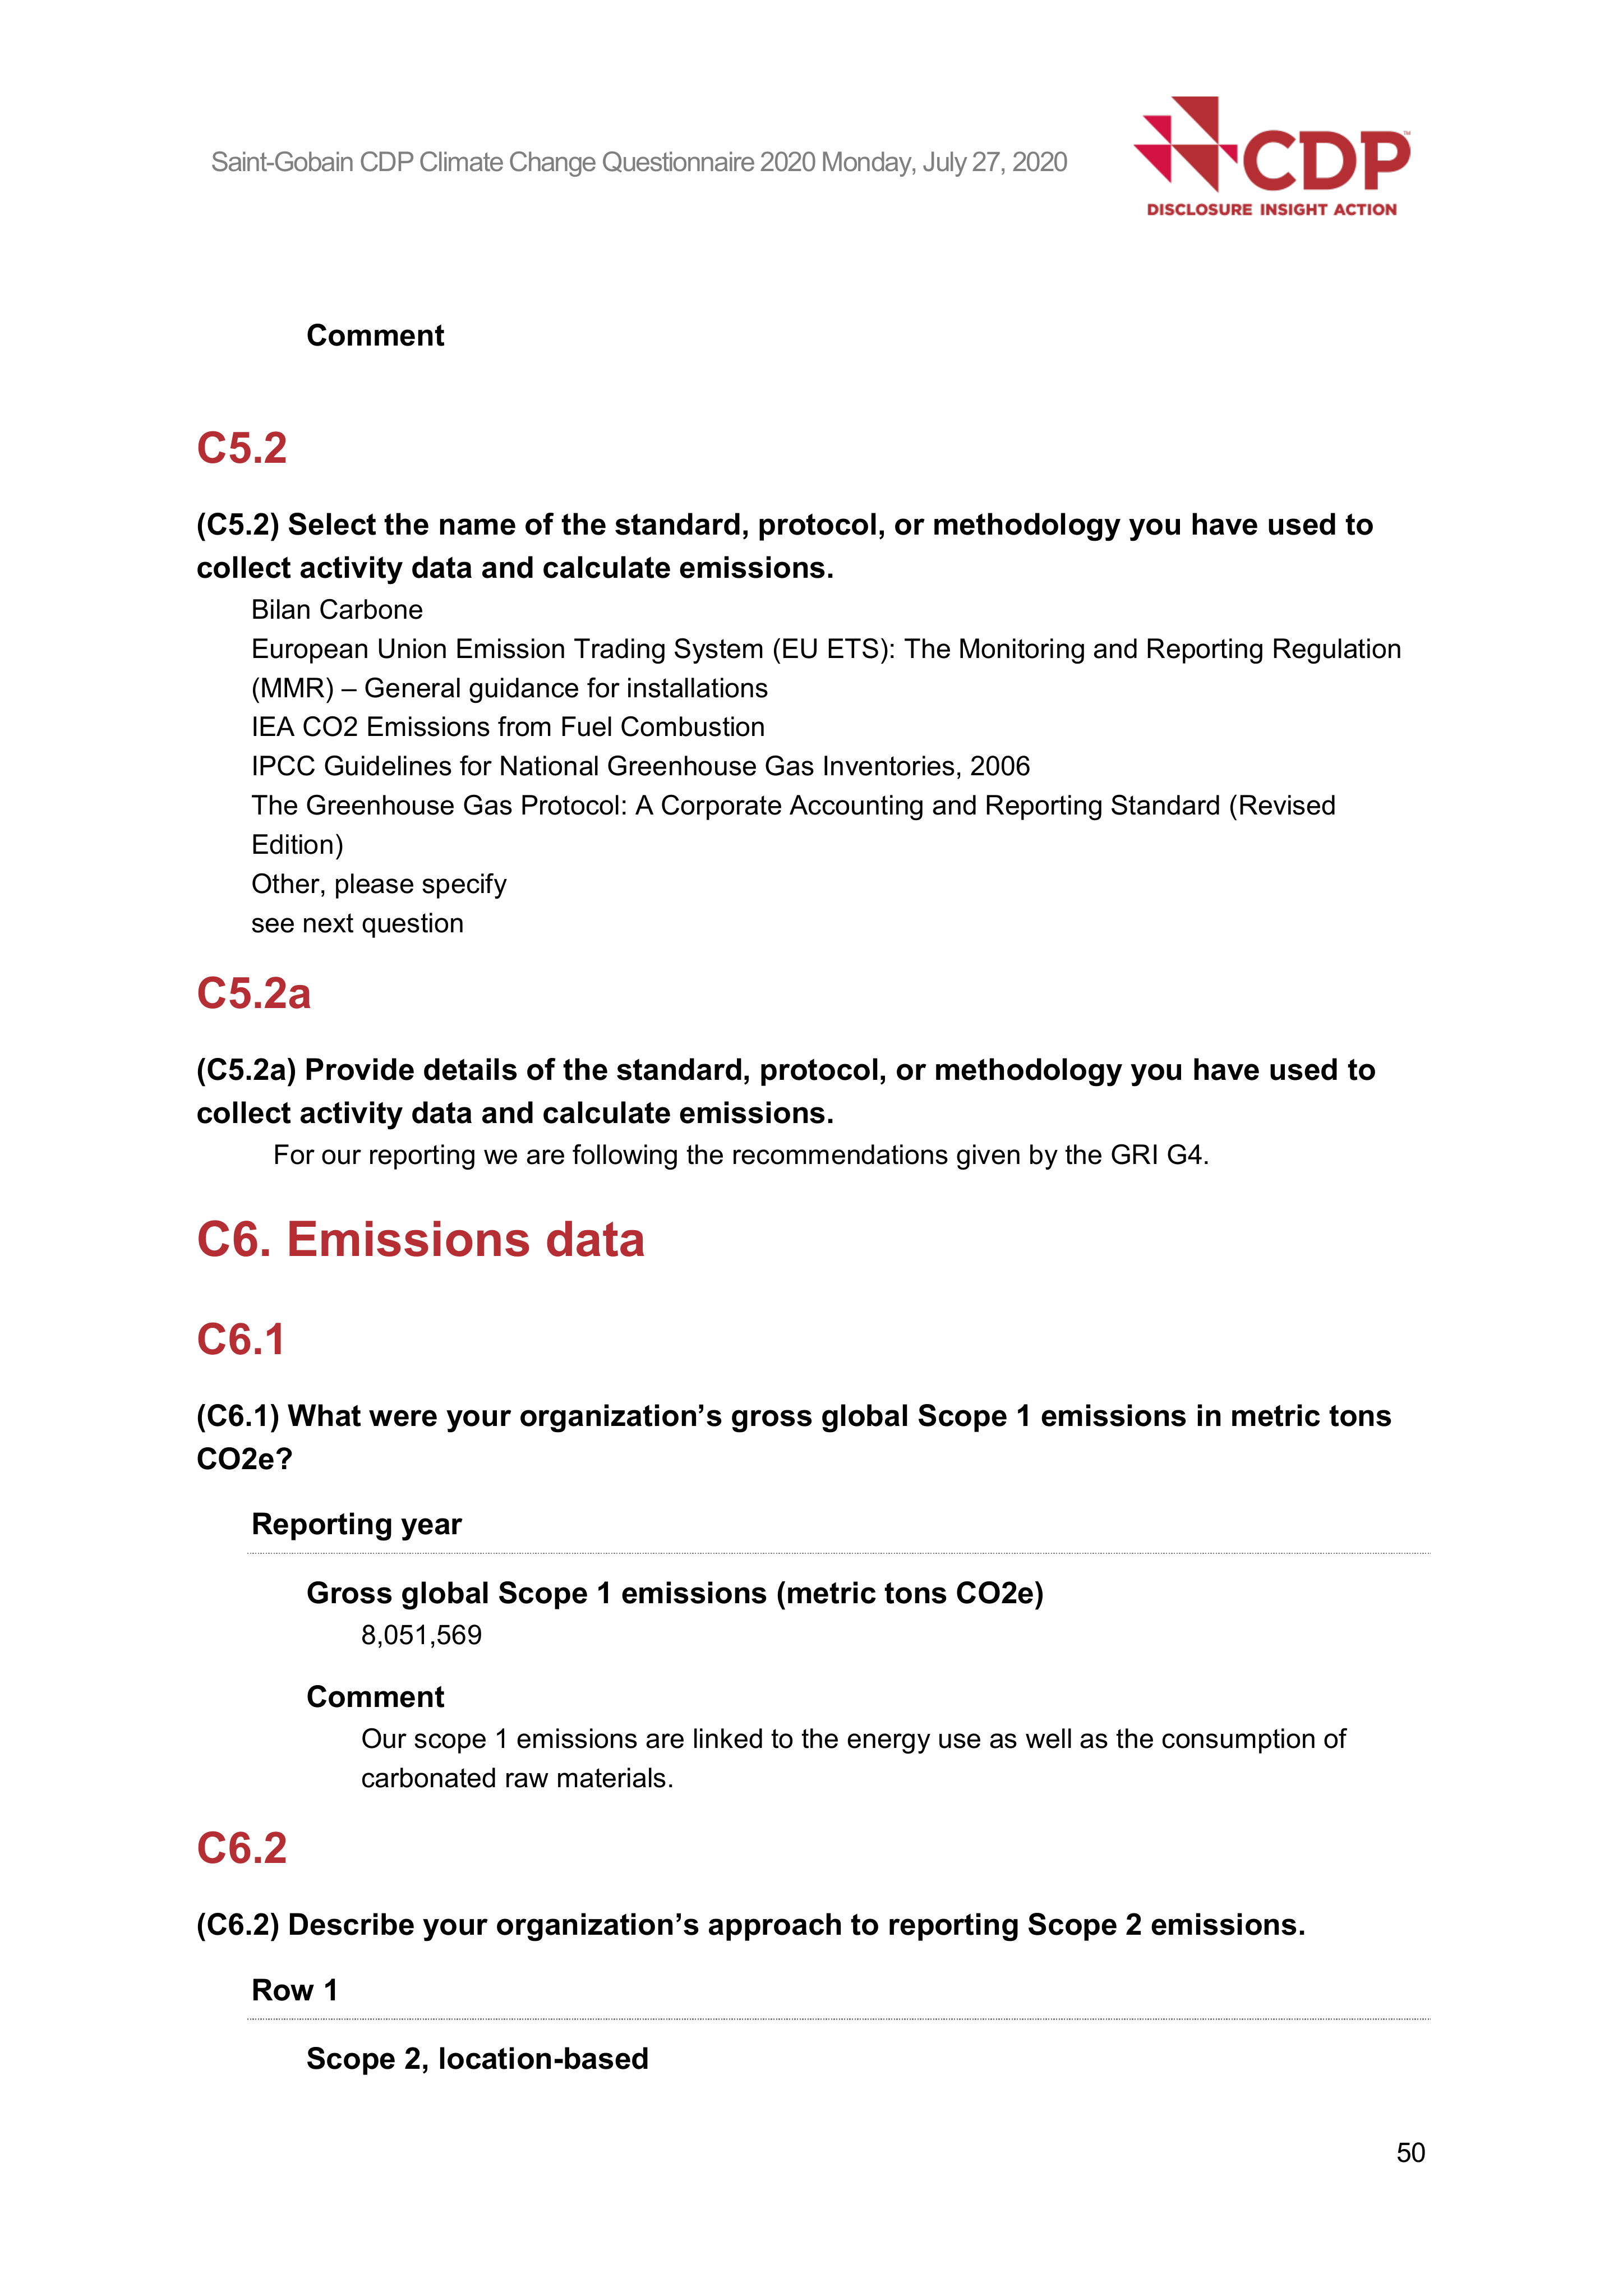 Saint-Gobain CDP Climate Change Questionnaire 2020 Monday, July 27, 2020
CDP™
DISCLOSURE INSIGHT ACTION
Comment
C5.2
(C5.2) Select the name of the standard, protocol, or methodology you have used to
collect activity data and calculate emissions.
Bilan Carbone
European Union Emission Trading System (EU ETS): The Monitoring and Reporting Regulation
(MMR) – General guidance for installations
IEA CO2 Emissions from Fuel Combustion
IPCC Guidelines for National Greenhouse Gas Inventories, 2006
The Greenhouse Gas Protocol: A Corporate Accounting and Reporting Standard (Revised
Edition)
Other, please specify
see next question
C5.2a
(C5.2a) Provide details of the standard, protocol, or methodology you have used to
collect activity data and calculate emissions.
For our reporting we are following the recommendations given by the GRI G4.
C6. Emissions data
C6.1
(C6.1) What were your organization’s gross global Scope 1 emissions in metric tons
CO2e?
Reporting year
Gross global Scope 1 emissions (metric tons CO2e)
8,051,569
Comment
Our scope 1 emissions are linked to the energy use as well as the consumption of
carbonated raw materials.
C6.2
(C6.2) Describe your organization’s approach to reporting Scope 2 emissions.
Row 1
Scope 2, location-based
50